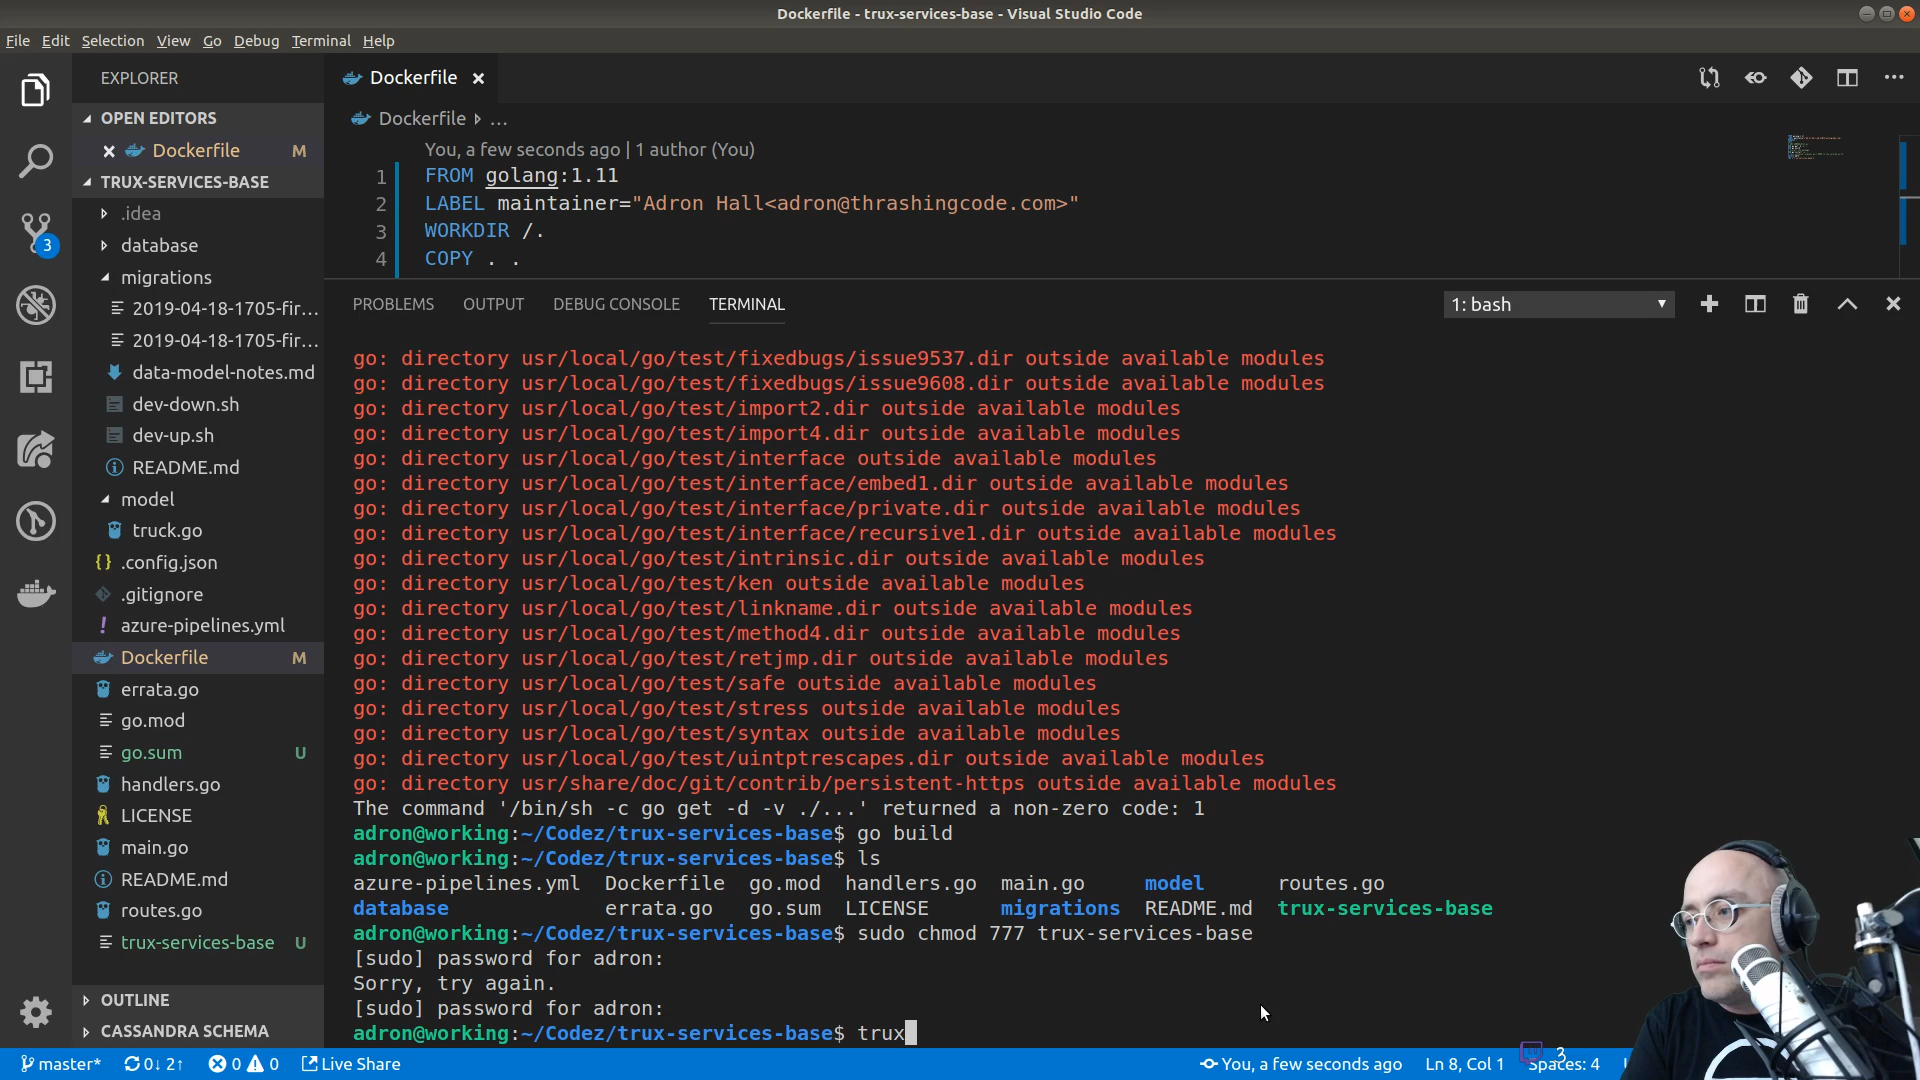 Dockerfile - trux-services-base - Visual Studio Code
File Edit Selection View Go Debug Terminal Help
EXPLORER
OPEN EDITORS
Dockerfile M
TRUX-SERVICES-BASE
.idea
database
migrations
2019-04-18-1705-fir...
2019-04-18-1705-fir...
data-model-notes.md
dev-down.sh
dev-up.sh
README.md
model
truck.go
.config.json
.gitignore
azure-pipelines.yml
Dockerfile M
errata.go
go.mod
go.sum U
handlers.go
LICENSE
main.go
README.md
routes.go
trux-services-base U
OUTLINE
CASSANDRA SCHEMA
3
Dockerfile
Dockerfile ...
You, a few seconds ago | 1 author (You)
1 FROM golang:1.11
2 LABEL maintainer="Adron Hall<adron@thrashingcode.com>"
3 WORKDIR /.
4 COPY . .
PROBLEMS OUTPUT DEBUG CONSOLE TERMINAL 1: bash
go: directory usr/local/go/test/fixedbugs/issue9537.dir outside available modules
go: directory usr/local/go/test/fixedbugs/issue9608.dir outside available modules
go: directory usr/local/go/test/import2.dir outside available modules
go: directory usr/local/go/test/import4.dir outside available modules
go: directory usr/local/go/test/interface outside available modules
go: directory usr/local/go/test/interface/embed1.dir outside available modules
go: directory usr/local/go/test/interface/private.dir outside available modules
go: directory usr/local/go/test/interface/recursive1.dir outside available modules
go: directory usr/local/go/test/intrinsic.dir outside available modules
go: directory usr/local/go/test/ken outside available modules
go: directory usr/local/go/test/linkname.dir outside available modules
go: directory usr/local/go/test/method4.dir outside available modules
go: directory usr/local/go/test/retjmp.dir outside available modules
go: directory usr/local/go/test/safe outside available modules
go: directory usr/local/go/test/stress outside available modules
go: directory usr/local/go/test/syntax outside available modules
go: directory usr/local/go/test/uintptrescapes.dir outside available modules
go: directory usr/share/doc/git/contrib/persistent-https outside available modules
The command '/bin/sh -c go get -d -v ./...' returned a non-zero code: 1
adron@working:~/Codez/trux-services-base$ go build
adron@working:~/Codez/trux-services-base$ ls
azure-pipelines.yml Dockerfile go.mod handlers.go main.go model routes.go
database errata.go go.sum LICENSE migrations README.md trux-services-base
adron@working:~/Codez/trux-services-base$ sudo chmod 777 trux-services-base
[sudo] password for adron:
Sorry, try again.
[sudo] password for adron:
adron@working:~/Codez/trux-services-base$ trux
master* 0↓ 2↑ 0 0 Live Share You, a few seconds ago Ln 8, Col 1 Spaces: 4
3